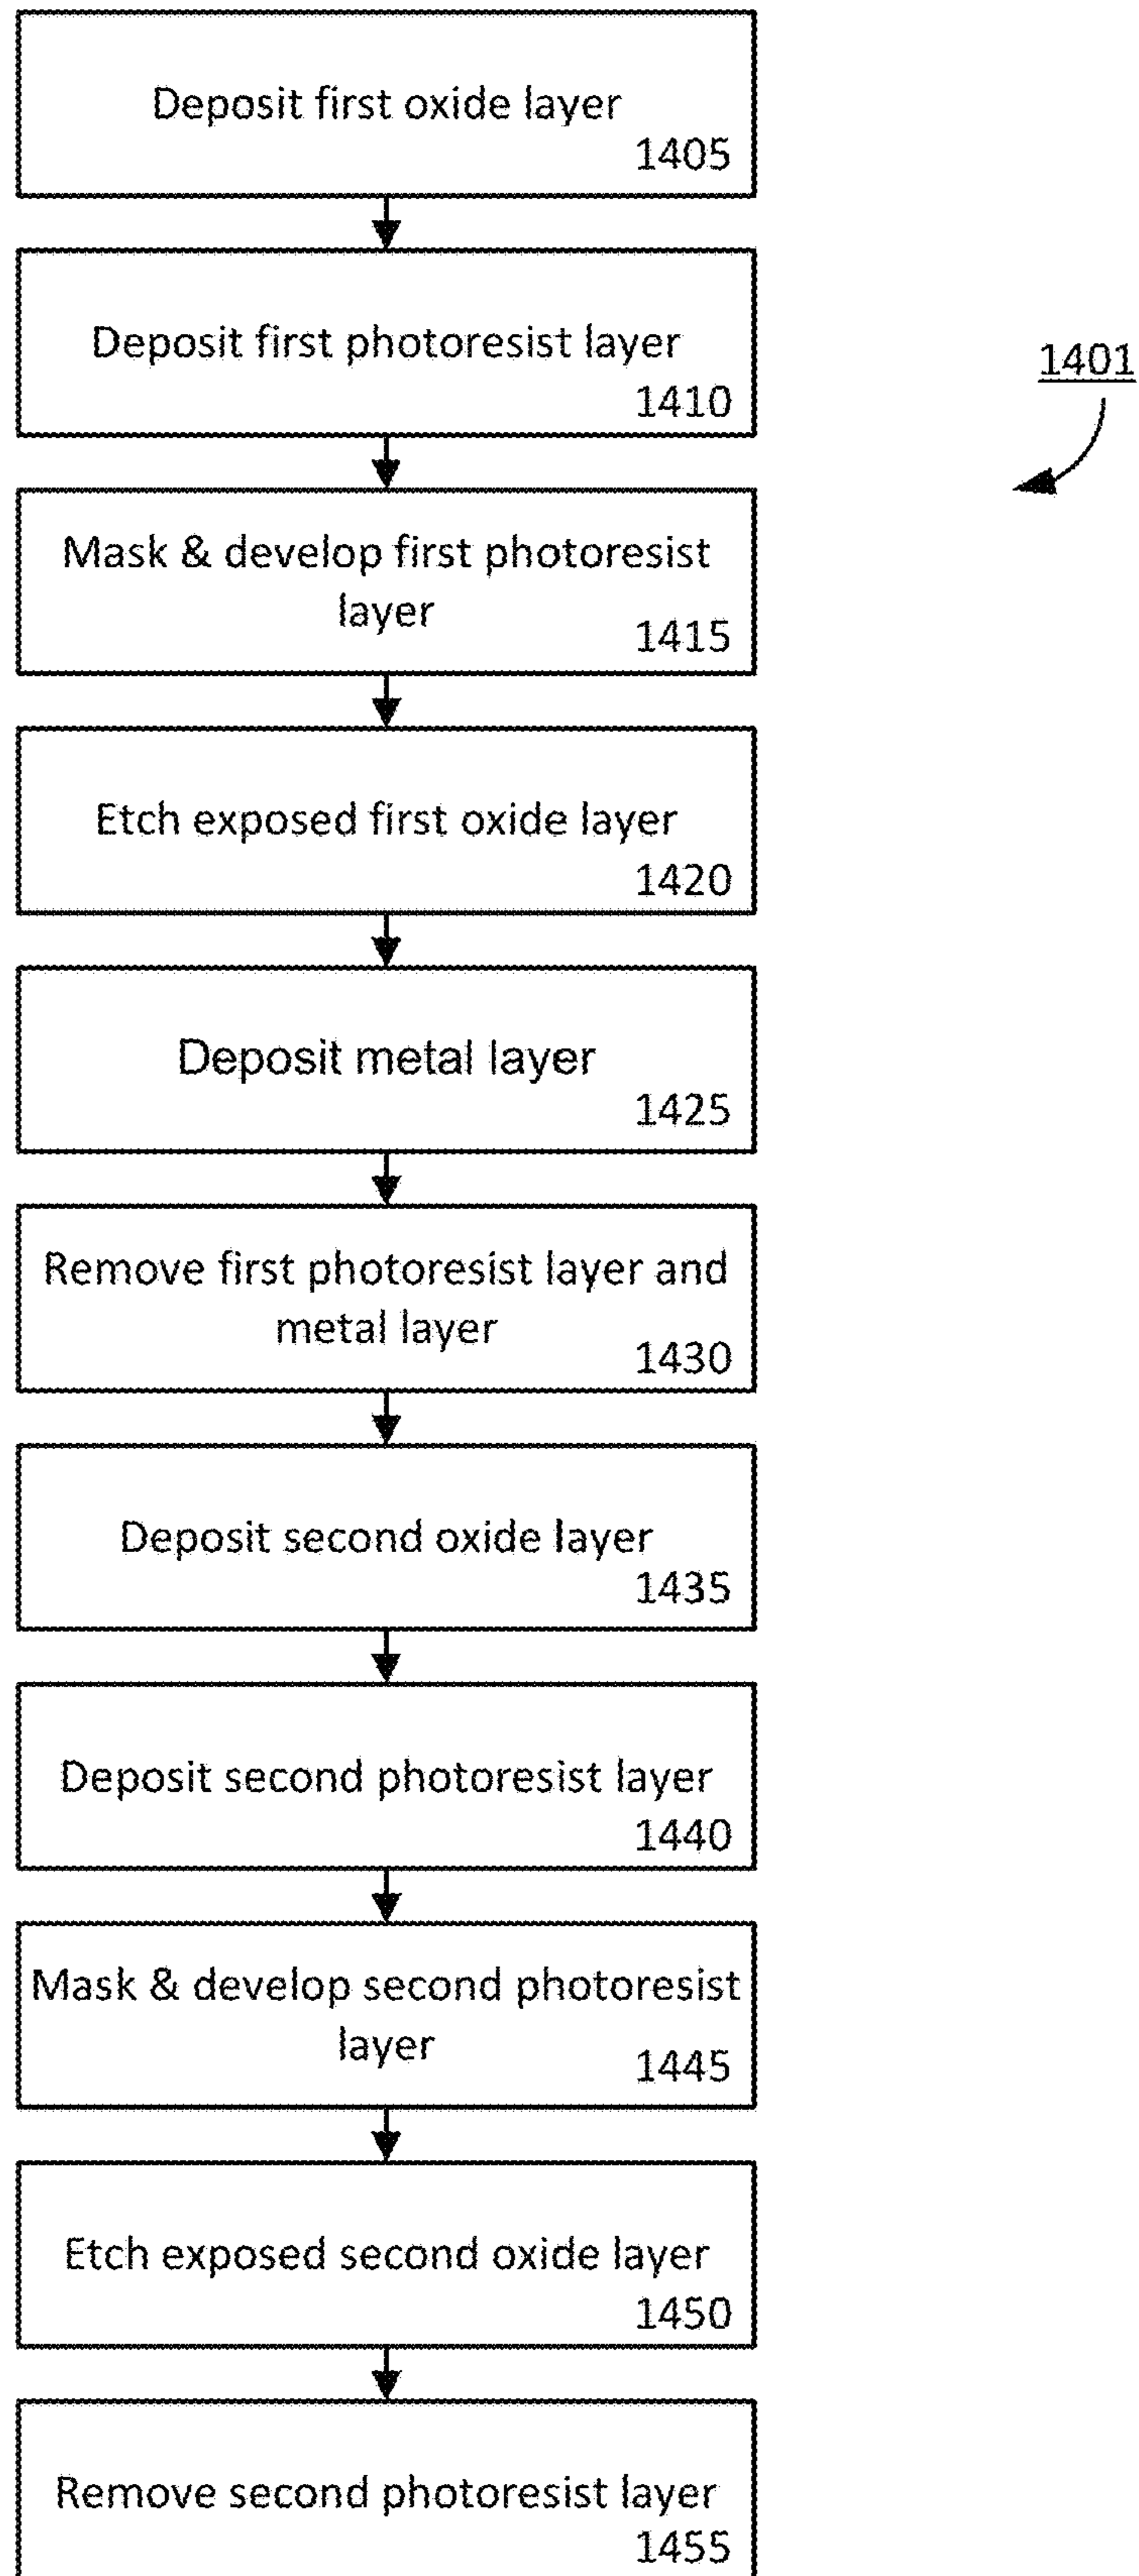 Deposit first oxide layer
1405
Deposit first photoresist layer
1410
1401
Mask & develop first photoresist
layer
1415
Etch exposed first oxide layer
1420
Deposit metal layer
1425
Remove first photoresist layer and
metal layer
1430
Deposit second oxide layer
1435
Deposit second photoresist layer
1440
Mask & develop second photoresist
layer
1445
Etch exposed second oxide layer
1450
Remove second photoresist layer
1455